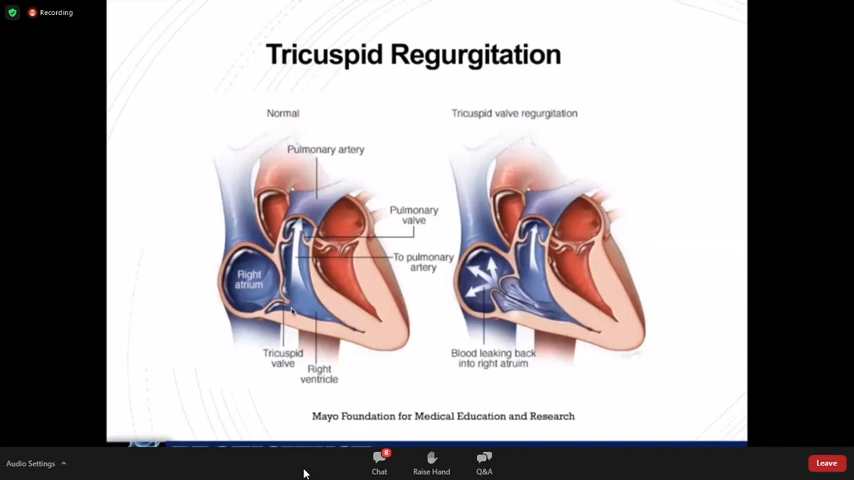 Recording
Tricuspid Regurgitation
Normal
Tricuspid valve regurgitation
Pulmonary artery
Pulmonary
valve
To pulmonary
artery
Right
atrium
Tricuspid
valve
Right
ventricle
Blood leaking back
into right atruim
Mayo Foundation for Medical Education and Research
Audio Settings
8
Chat
Raise Hand
Q&A
Leave